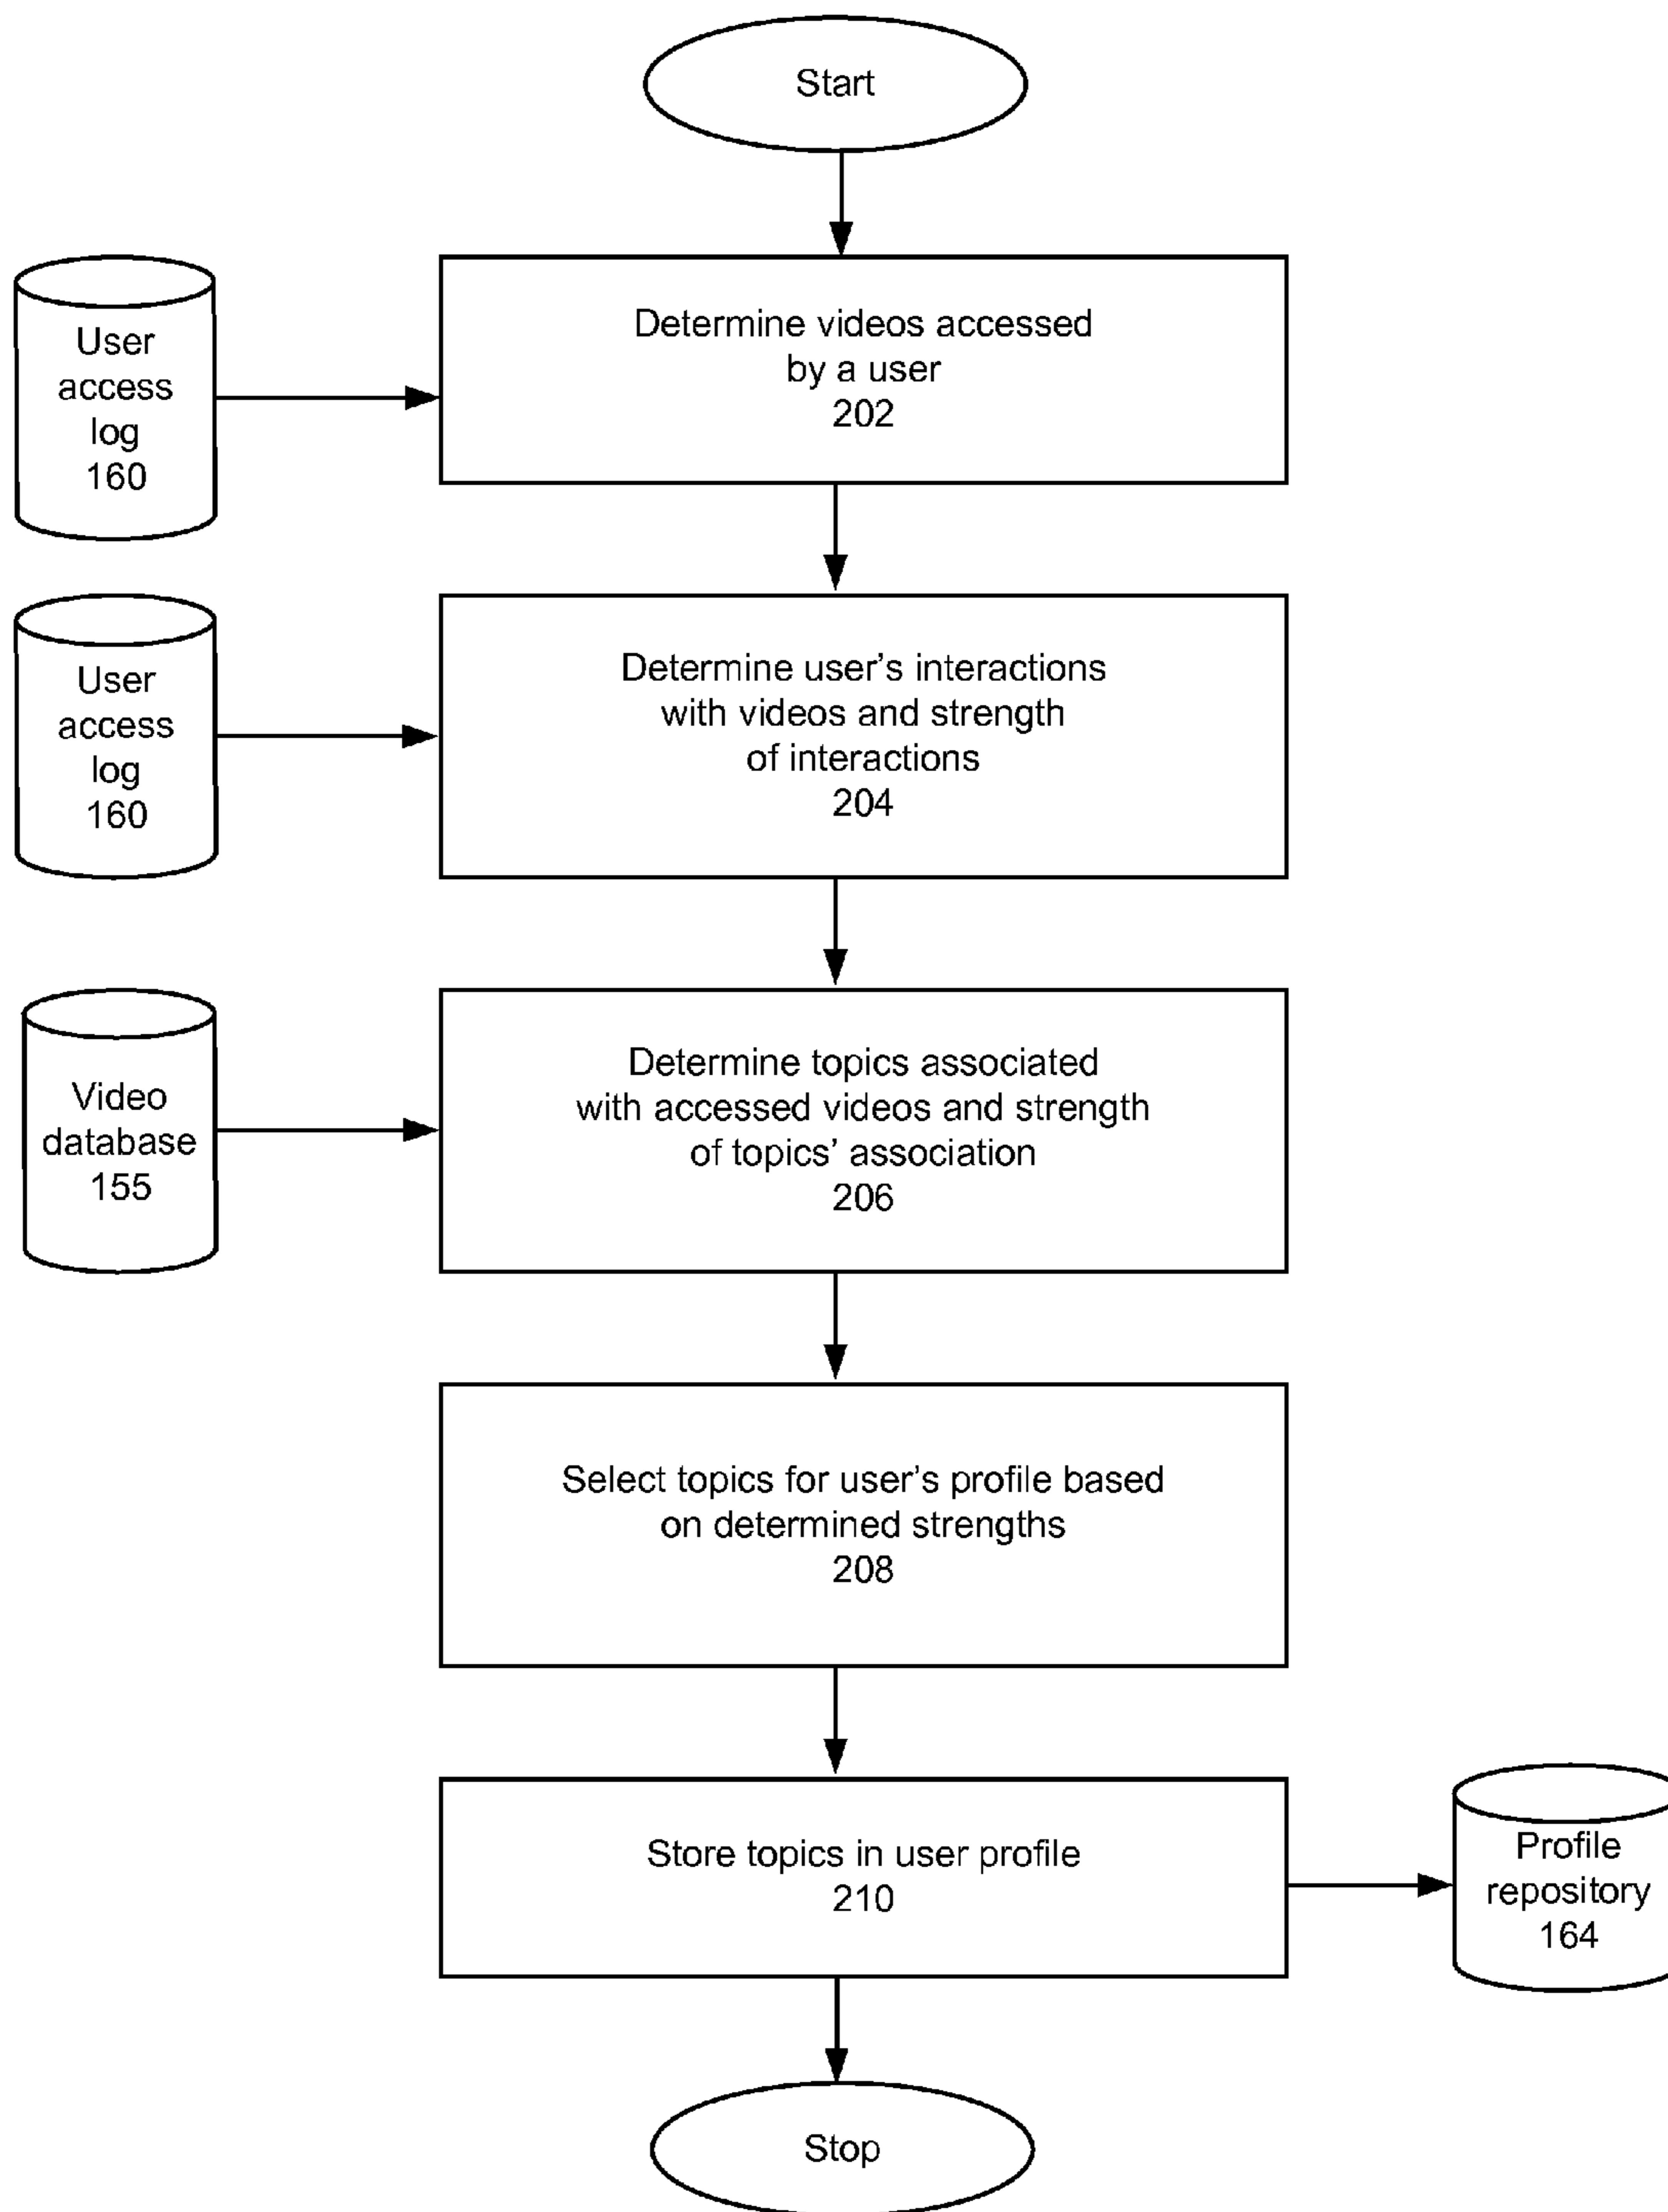 Start
User
access
log
160
Determine videos accessed
by a user
202
User
access
log
160
Determine user’s interactions
with videos and strength
of interactions
204
Video
database
155
Determine topics associated
with accessed videos and strength
of topics’ association
206
Select topics for user’s profile based
on determined strengths
208
Store topics in user profile
210
Profile
repository
164
Stop